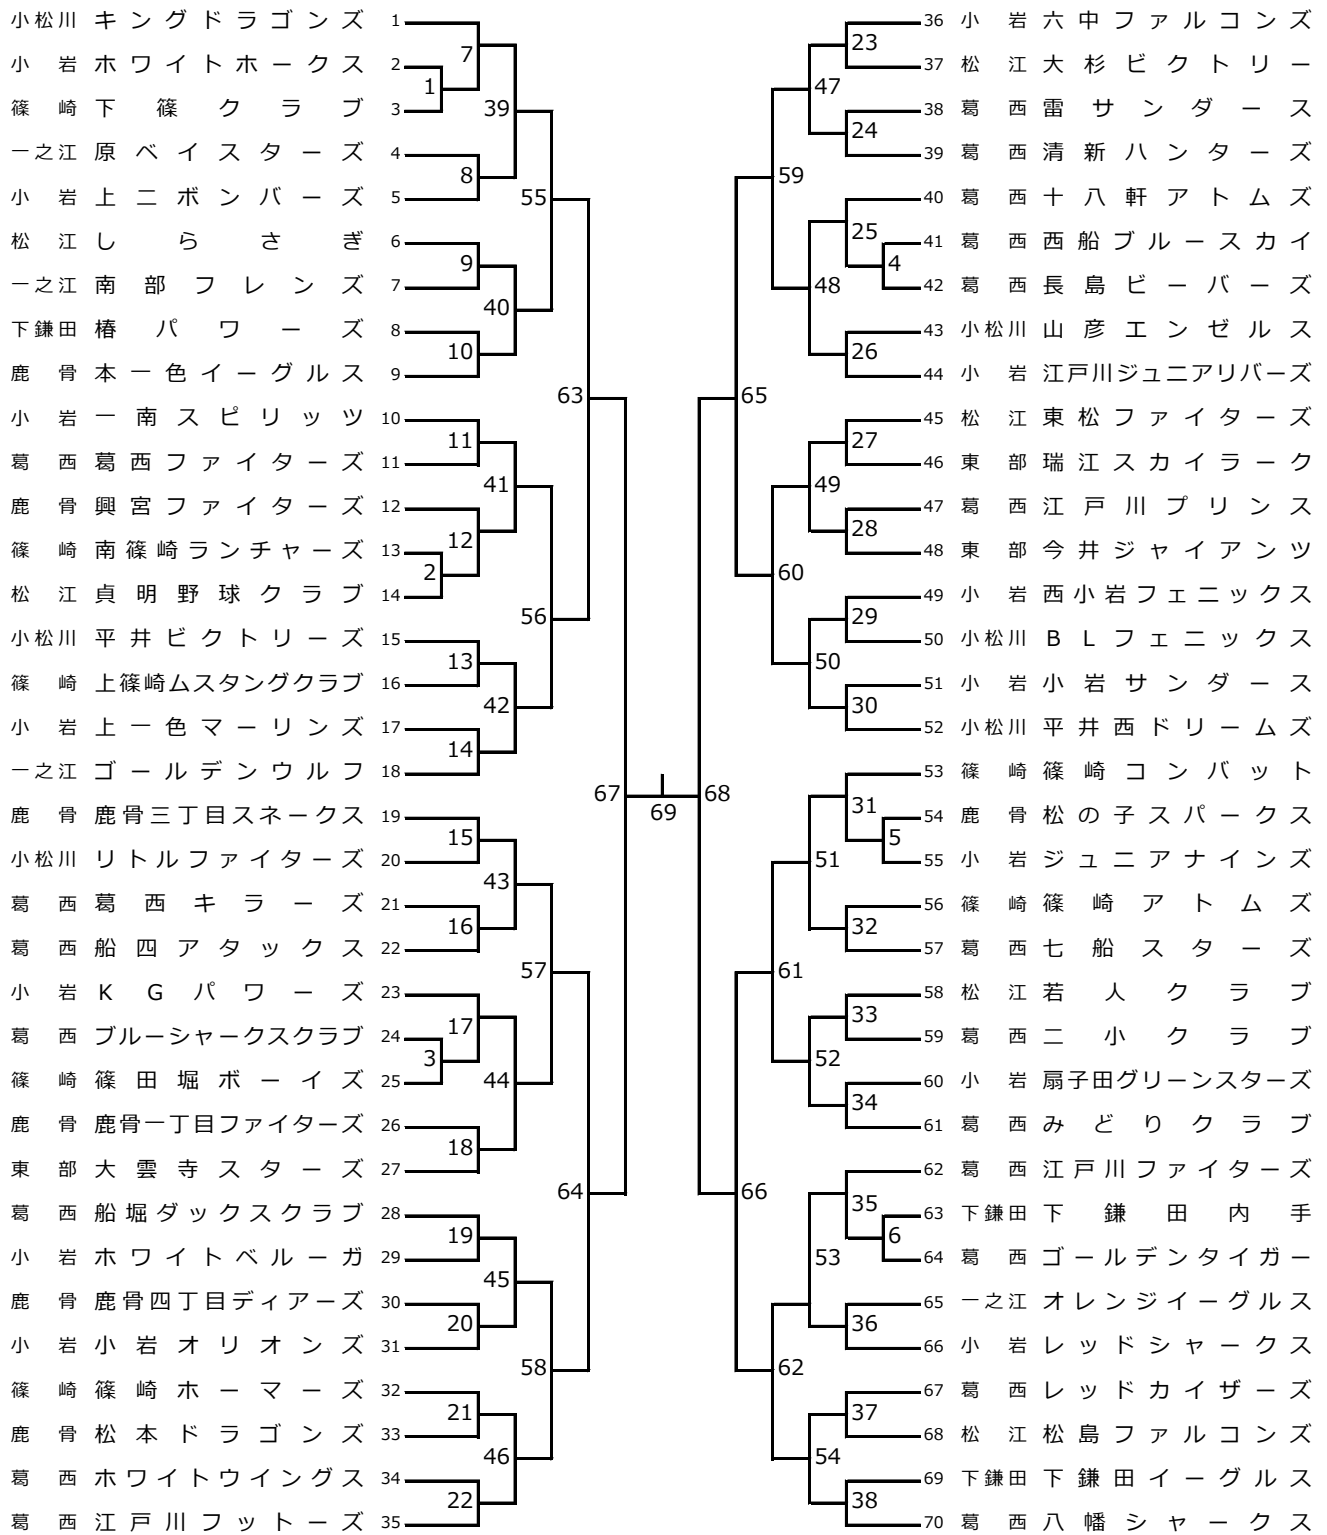 小松川 キングドラゴンズ 1
小岩 ホワイトホークス 2
篠崎 下篠クラブ 3
一之江 原ベイスターズ 4
小岩 上二ボンバーズ 5
松江 しらさぎ 6
一之江 南部フレンズ 7
下鎌田 椿パワーズ 8
鹿骨 本一色イーグルス 9
小岩 一南スピリッツ 10
葛西 葛西ファイターズ 11
鹿骨 興宮ファイターズ 12
篠崎 南篠崎ランチャーズ 13
松江 貞明野球クラブ 14
小松川 平井ビクトリーズ 15
篠崎 上篠崎ムスタングクラブ 16
小岩 上一色マーリンズ 17
一之江 ゴールデンウルフ 18
鹿骨 鹿骨三丁目スネークス 19
小松川 リトルファイターズ 20
葛西 葛西キラーズ 21
葛西 船四アタックス 22
小岩 KGパワーズ 23
葛西 ブルーシャークスクラブ 24
篠崎 篠田堀ボーイズ 25
鹿骨 鹿骨一丁目ファイターズ 26
東部 大雲寺スターズ 27
葛西 船堀ダックスクラブ 28
小岩 ホワイトベルーガ 29
鹿骨 鹿骨四丁目ディアーズ 30
小岩 小岩オリオンズ 31
篠崎 篠崎ホーマーズ 32
鹿骨 松本ドラゴンズ 33
葛西 ホワイトウイングス 34
葛西 江戸川フットーズ 35
1
2
3
7
8
9
10
11
12
13
14
15
16
17
18
19
20
21
22
39
40
41
42
43
44
45
46
55
56
57
58
63
64
67
69
68
65
66
59
60
61
62
47
48
49
50
51
52
53
54
23
24
25
26
27
28
29
30
31
32
33
34
35
36
37
38
4
5
6
36 小岩 六中ファルコンズ
37 松江 大杉ビクトリー
38 葛西 雷サンダース
39 葛西 清新ハンターズ
40 葛西 十八軒アトムズ
41 葛西 西船ブルースカイ
42 葛西 長島ビーバーズ
43 小松川 山彦エンゼルス
44 小岩 江戸川ジュニアリバーズ
45 松江 東松ファイターズ
46 東部 瑞江スカイラーク
47 葛西 江戸川プリンス
48 東部 今井ジャイアンツ
49 小岩 西小岩フェニックス
50 小松川 BLフェニックス
51 小岩 小岩サンダース
52 小松川 平井西ドリームズ
53 篠崎 篠崎コンバット
54 鹿骨 松の子スパークス
55 小岩 ジュニアナインズ
56 篠崎 篠崎アトムズ
57 葛西 七船スターズ
58 松江 若人クラブ
59 葛西 二小クラブ
60 小岩 扇子田グリーンスターズ
61 葛西 みどりクラブ
62 葛西 江戸川ファイターズ
63 下鎌田 下鎌田内手
64 葛西 ゴールデンタイガー
65 一之江 オレンジイーグルス
66 小岩 レッドシャークス
67 葛西 レッドカイザーズ
68 松江 松島ファルコンズ
69 下鎌田 下鎌田イーグルス
70 葛西 八幡シャークス